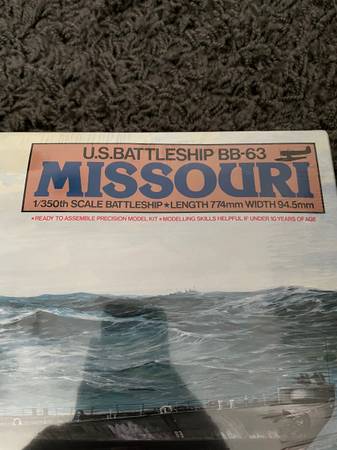 U.S.BATTLESHIP BB-63
MISSOURI
1/350th SCALE BATTLESHIP★LENGTH 774mm WIDTH 94.5mm
•READY TO ASSEMBLE PRECISION MODEL KIT •MODELLING SKILLS HELPFUL IF UNDER 10 YEARS OF AGE